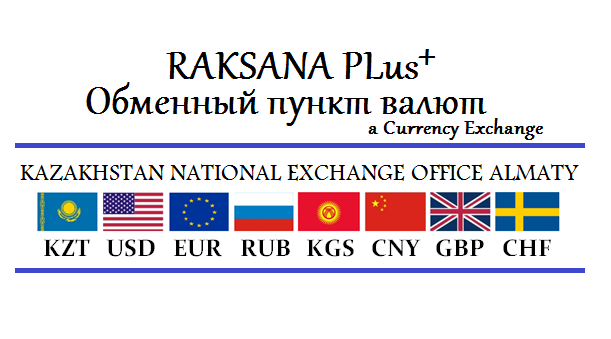 RAKSANA PLus+
Обменный пункт валют
a Currency Exchange
KAZAKHSTAN NATIONAL EXCHANGE OFFICE ALMATY
KZT USD EUR RUB KGS CNY GBP CHF